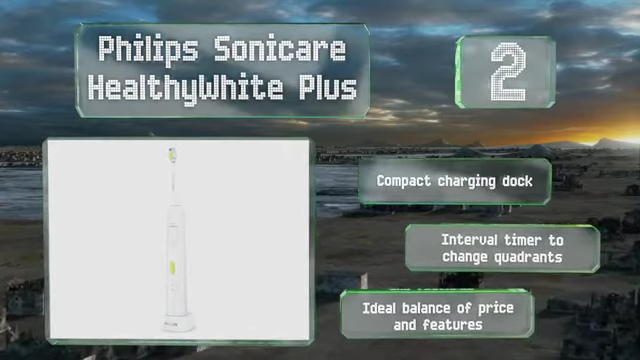 Philips Sonicare
HealthyWhite Plus
2
Compact charging dock
Interval timer to
change quadrants
Ideal balance of price
and features